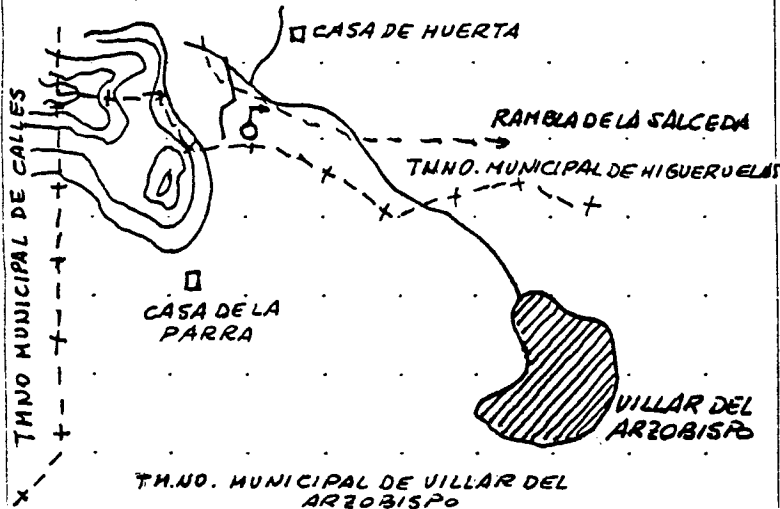 CASA DE HUERTA
RAMBLA DE LA SALCEDA
TMNO. MUNICIPAL DE HIGUERUELAS
TMNO MUNICIPAL DE CALLES
CASA DE LA
PARRA
VILLAR DEL
ARZOBISPO
TM.NO. MUNICIPAL DE VILLAR DEL
ARZOBISPO